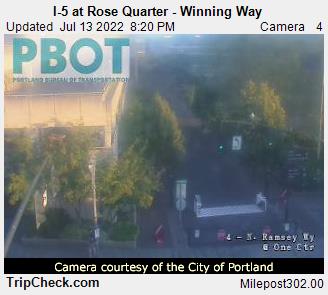 I-5 at Rose Quarter - Winning Way
Updated Jul 13 2022 8:20 PM Camera 4
PBOT
PORTLAND BUREAU OF TRANSPORTATION
4 - N. Ramsey Wy
@ One Ctr
Camera courtesy of the City of Portland
TripCheck.com Milepost302.00